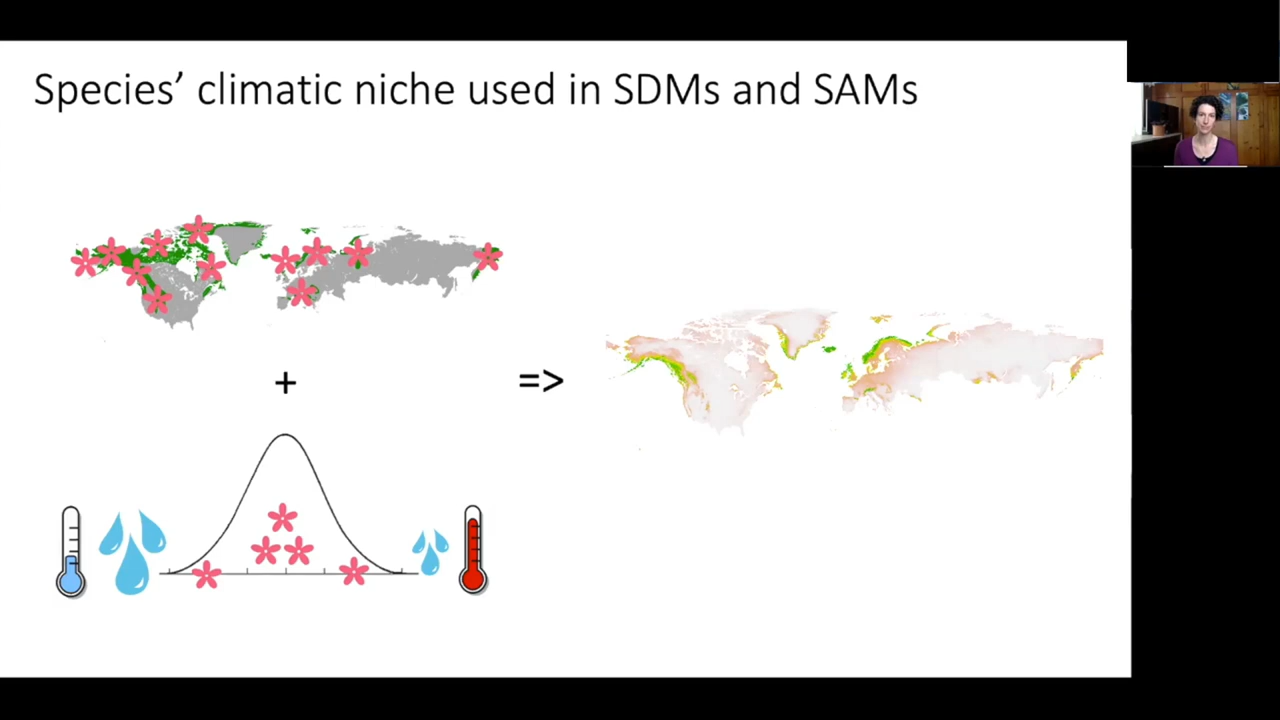 Species’ climatic niche used in SDMs and SAMs
+
=>